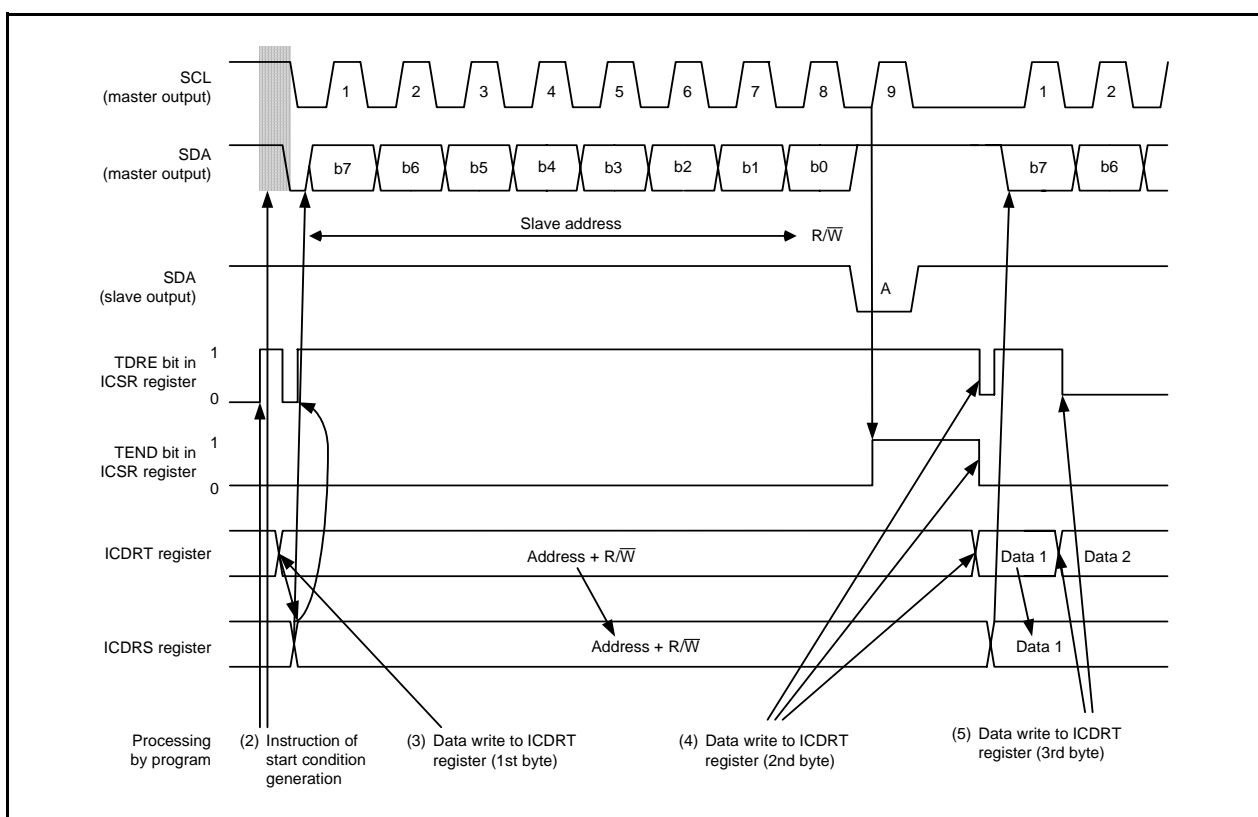 SCL
(master output)
1 2 3 4 5 6 7 8 9 1 2
SDA
(master output)
b7 b6 b5 b4 b3 b2 b1 b0 b7 b6
Slave address R/W̅
SDA
(slave output)
A
TDRE bit in
ICSR register
1
0
TEND bit in
ICSR register
1
0
ICDRT register
Address + R/W̅ Data 1 Data 2
ICDRS register
Address + R/W̅ Data 1
Processing
by program
(2) Instruction of
start condition
generation
(3) Data write to ICDRT
register (1st byte)
(4) Data write to ICDRT
register (2nd byte)
(5) Data write to ICDRT
register (3rd byte)